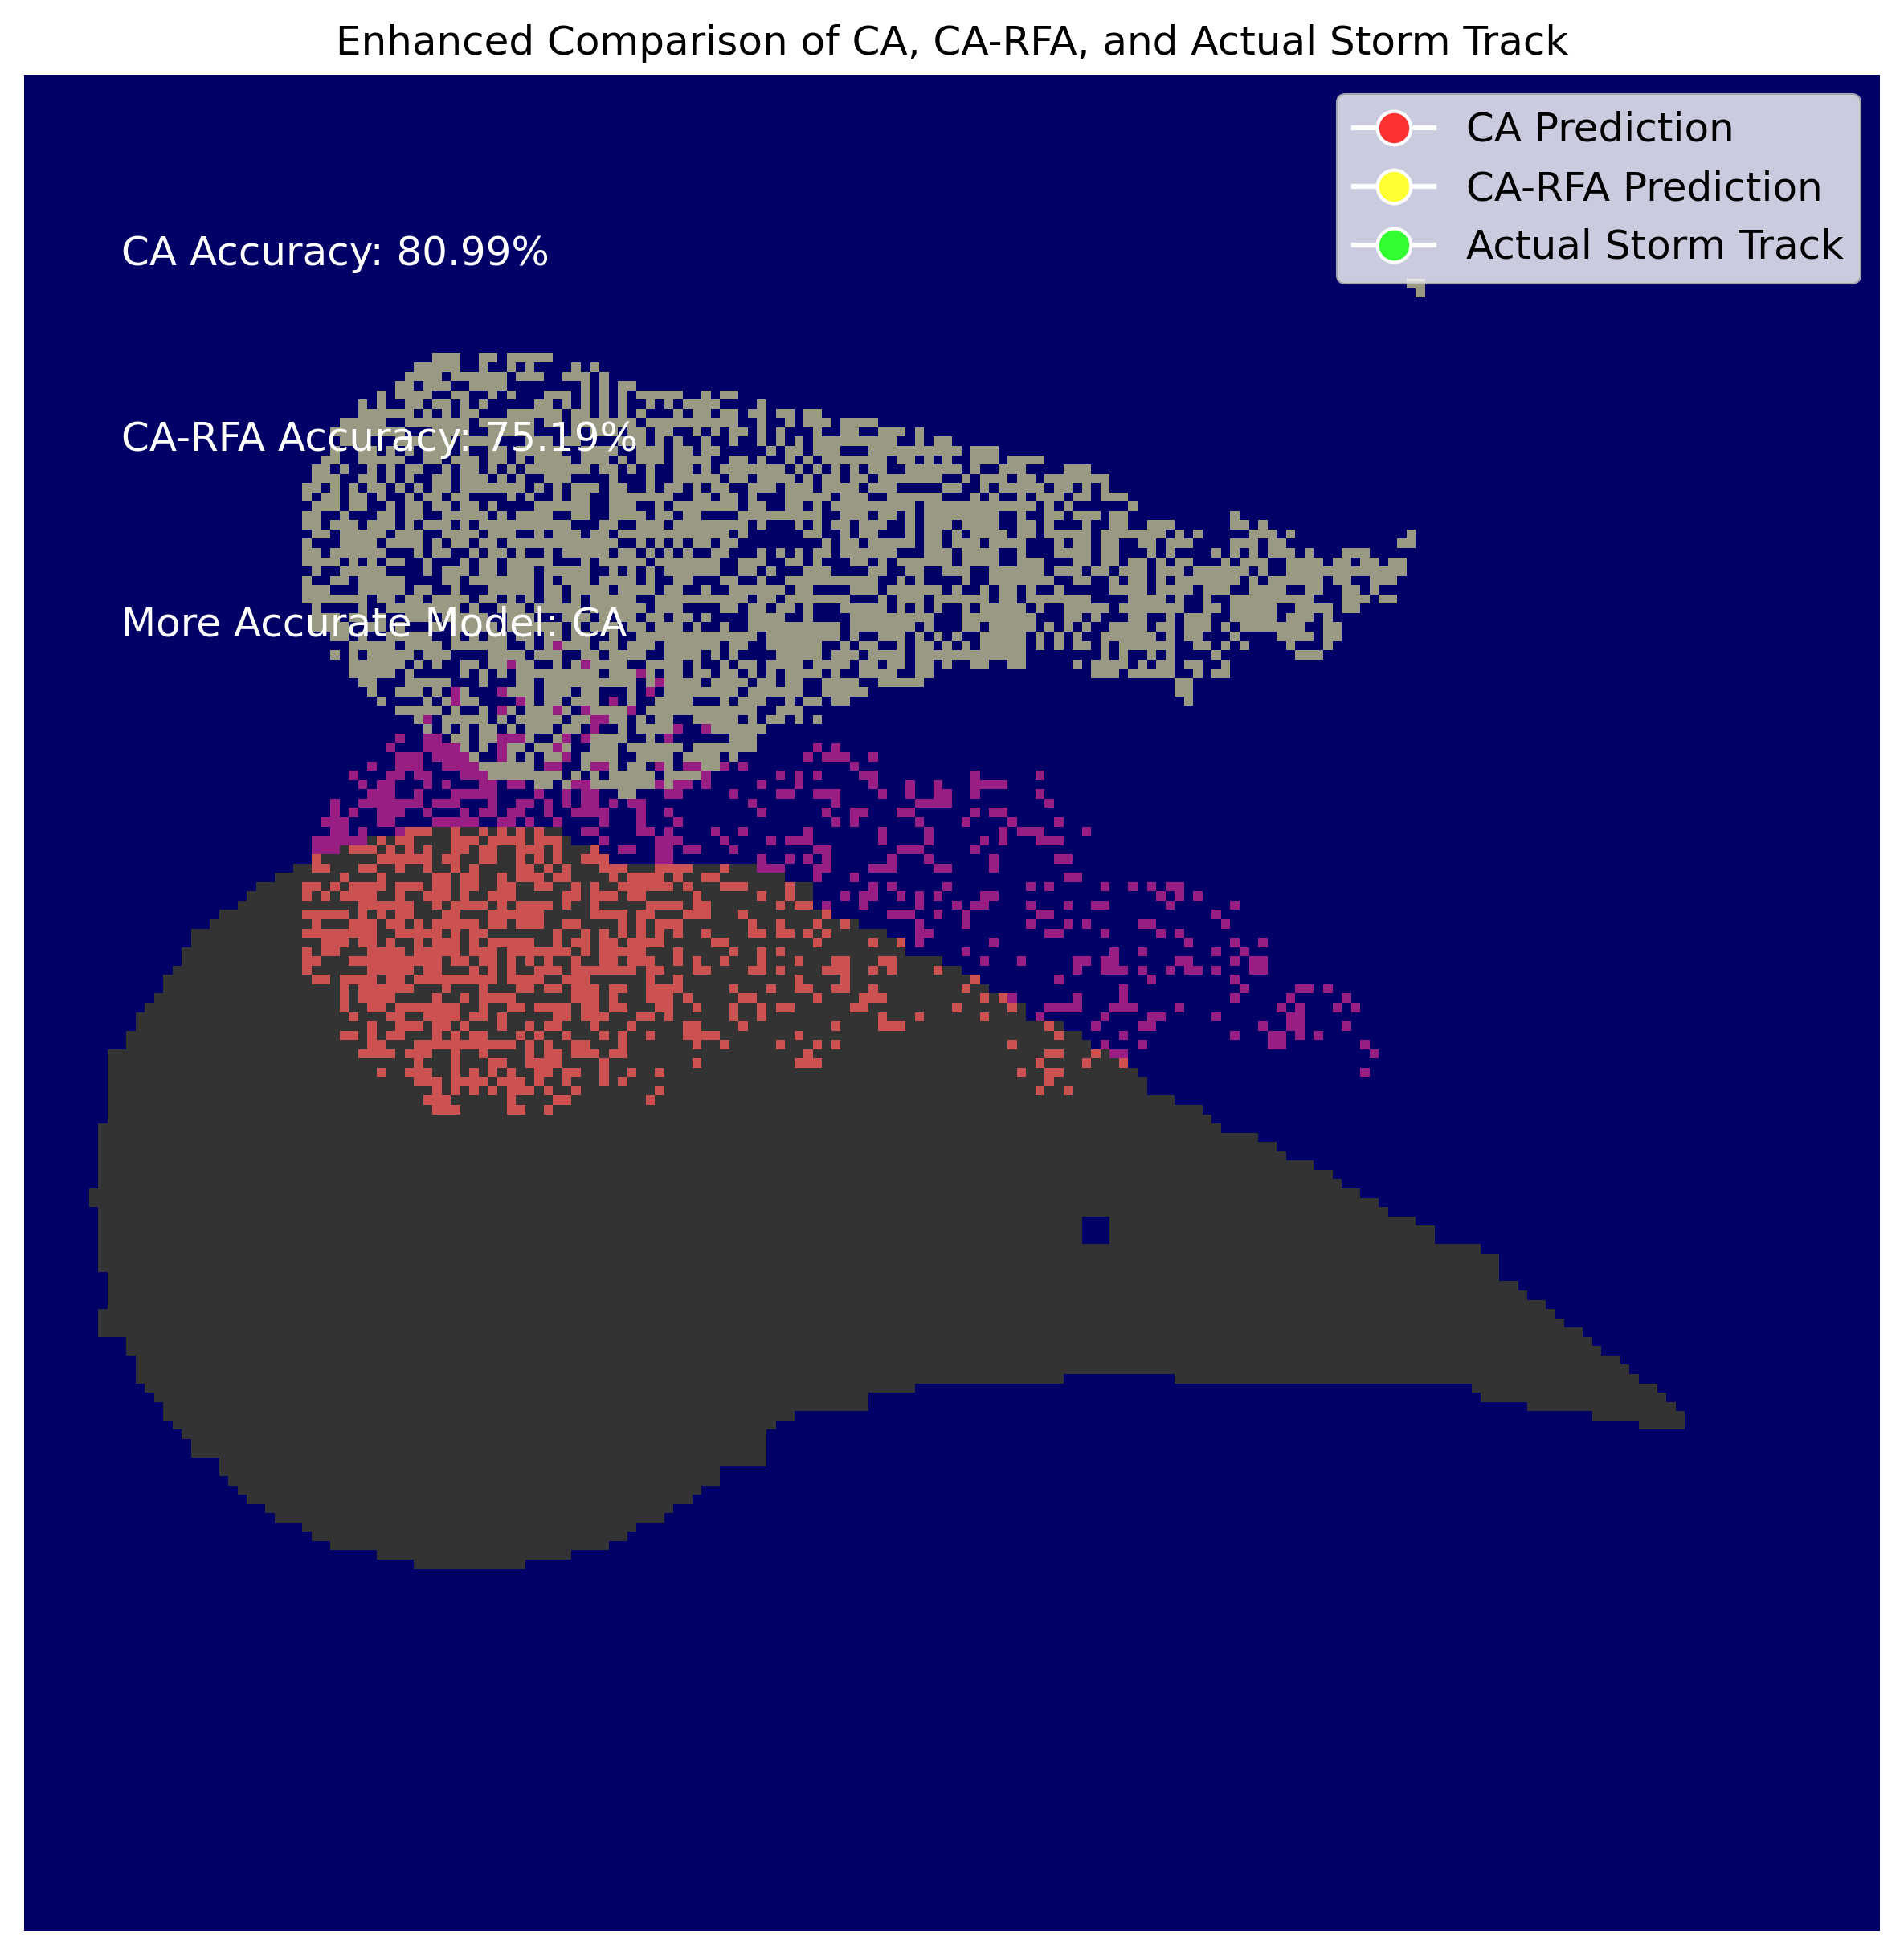 Enhanced Comparison of CA, CA-RFA, and Actual Storm Track
CA Prediction
CA-RFA Prediction
Actual Storm Track
CA Accuracy: 80.99%
CA-RFA Accuracy: 75.19%
More Accurate Model: CA